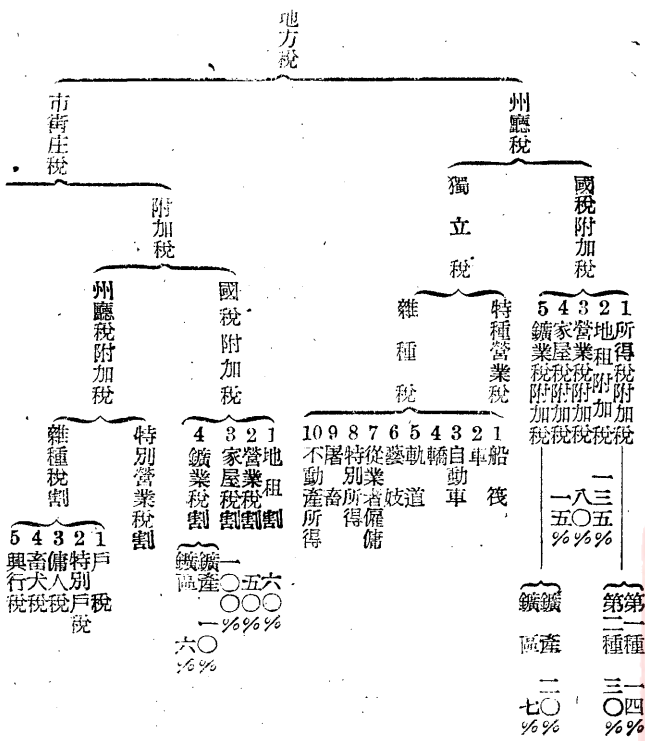 地方稅
州廳稅
國稅附加稅
1所得稅附加稅
第一種 一四%
第二種 三〇%
2地租附加稅 一三五%
3營業稅附加稅 八〇%
4家屋稅附加稅 一五%
5鑛業稅附加稅
鑛產 二〇%
鑛區 七%
獨立稅
特種營業稅
雜種稅
1船筏
2車
3自動車
4轎
5軌道
6藝妓
7從業者僱傭
8特別所得
9屠畜
10不動產所得
市街庄稅
附加稅
國稅附加稅
1地租割 六〇%
2營業稅割 五〇%
3家屋稅割 一〇〇%
4鑛業稅割
鑛產 一〇%
鑛區 六%
州廳稅附加稅
特別營業稅割
雜種稅割
1戶稅
2特別戶稅
3傭人稅
4畜犬稅
5興行稅